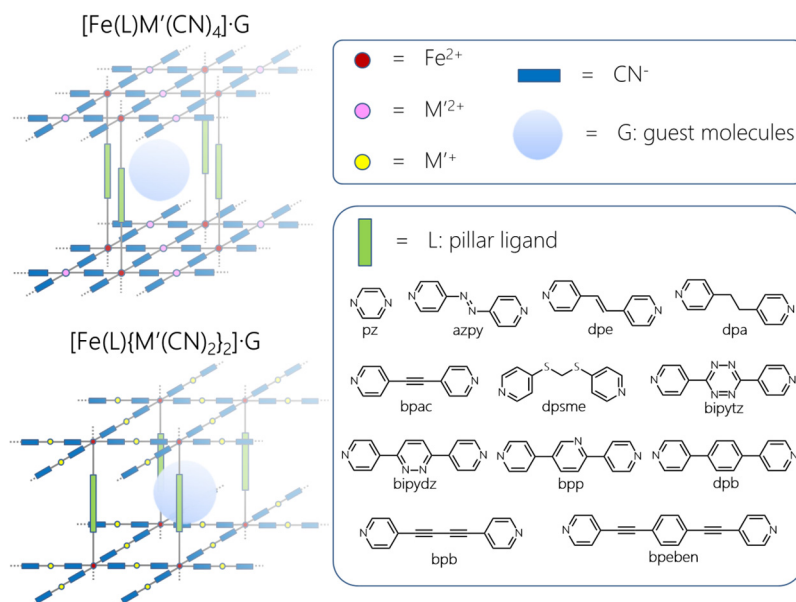 [Fe(L)M′(CN)₄]·G
= Fe²⁺
= M′²⁺
= M′⁺
= CN⁻
= G: guest molecules
[Fe(L){M′(CN)₂}₂]·G
= L: pillar ligand
N N
pz
N N N N
azpy
N N
dpe
N N
dpa
N N
bpac
N S S N
dpsme
N N N N N N
bipytz
N N N N
bipydz
N N N
bpp
N N
dpb
N N
bpb
N N
bpeben